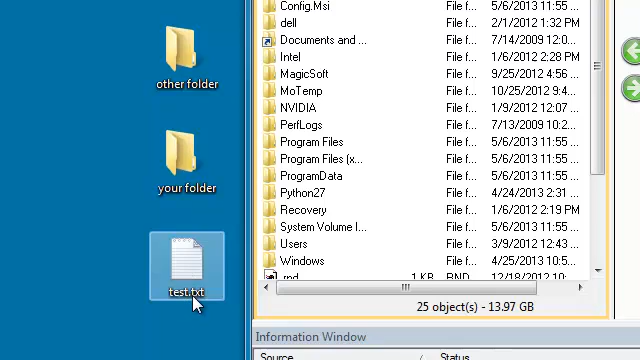 other folder
your folder
test.txt
Config.Msi File f... 5/6/2013 11:55
dell File f... 2/1/2012 1:32 PM
Documents and ... File f... 7/14/2009 12:0
Intel File f... 1/6/2012 2:28 PM
MagicSoft File f... 9/25/2012 4:56
MoTemp File f... 10/25/2012 9:4
NVIDIA File f... 1/9/2012 12:07
PerfLogs File f... 7/13/2009
Program Files File f... 5/6/2013 11:55
Program Files (x... File f... 5/6/2013 11:55
ProgramData File f... 5/6/2013 11:55
Python27 File f... 4/24/2013 2:31
Recovery File f... 1/6/2012 2:19 PM
System Volume I... File f... 5/6/2013 11:55
Users File f... 3/9/2012 12:43
Windows File f... 4/25/2013 10:5
.rnd 1 KB RND 12/18/2012 10:5
25 object(s) - 13.97 GB
Information Window
Source Status